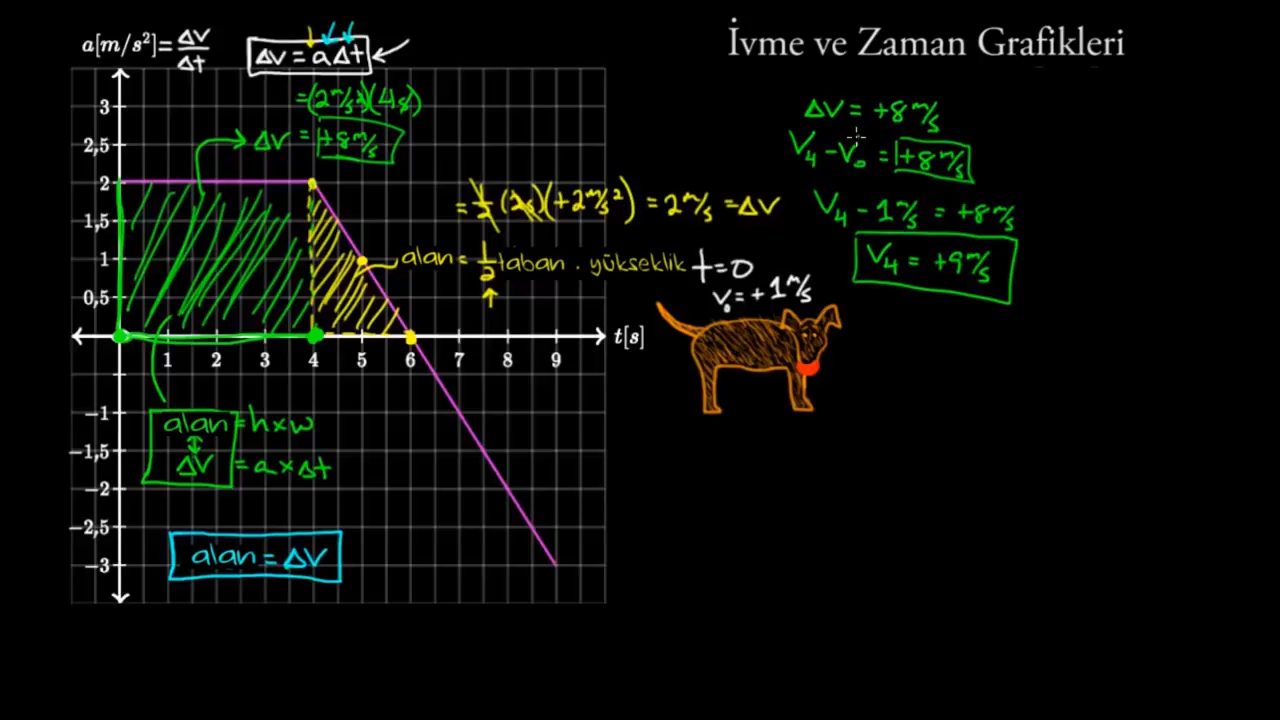 İvme ve Zaman Grafikleri
a[m/s²]=ΔV/Δt
ΔV = aΔt
=(2 m/s²)(4s)
ΔV = +8 m/s
3
2,5
2
1,5
1
0,5
−1
−1,5
−2
−2,5
−3
1 2 3 4 5 6 7 8 9
t[s]
alan = h×w
↕
ΔV = a×Δt
alan = ΔV
= 1/2 (2s)(+2 m/s²) = 2 m/s = ΔV
alan = 1/2 taban . yükseklik
t=0
V₀ = +1 m/s
ΔV = +8 m/s
V₄ − V₀ = +8 m/s
V₄ − 1 m/s = +8 m/s
V₄ = +9 m/s